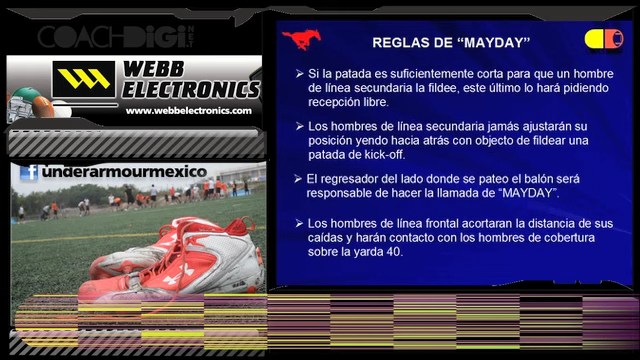 COACHDiGi.NET
WEBB
ELECTRONICS
www.webbelectronics.com
f underarmourmexico
REGLAS DE “MAYDAY”
➢ Si la patada es suficientemente corta para que un hombre
de línea secundaria la fildee, este último lo hará pidiendo
recepción libre.
➢ Los hombres de línea secundaria jamás ajustarán su
posición yendo hacia atrás con objeto de fildear una
patada de kick-off.
➢ El regresador del lado donde se pateo el balón será
responsable de hacer la llamada de “MAYDAY”.
➢ Los hombres de línea frontal acortaran la distancia de sus
caídas y harán contacto con los hombres de cobertura
sobre la yarda 40.